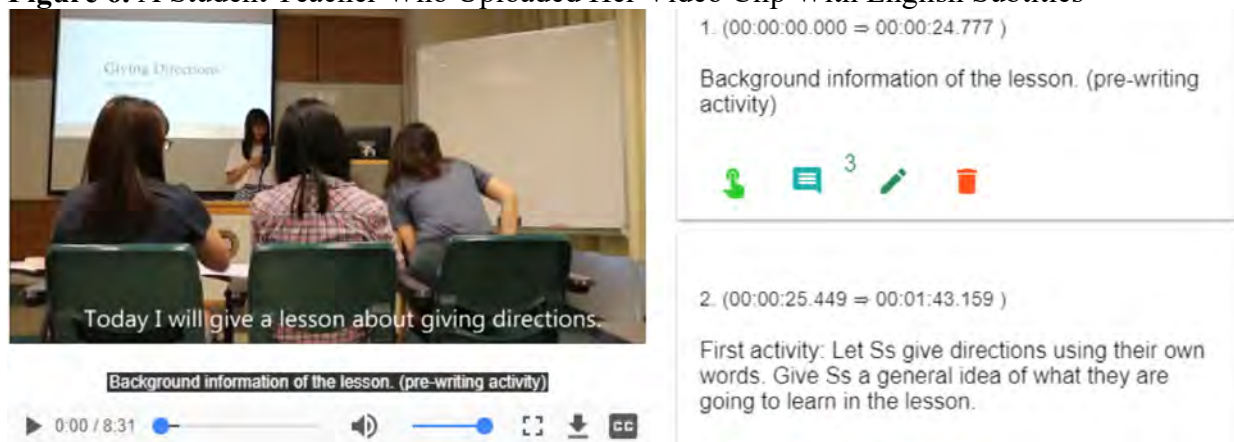 Figure 6. A Student Teacher Who Uploaded Her Video Clip With English Subtitles
Giving Directions
Today I will give a lesson about giving directions.
Background information of the lesson. (pre-writing activity)
0:00 / 8:31
CC
1. (00:00:00.000 ⇒ 00:00:24.777 )
Background information of the lesson. (pre-writing
activity)
3
2. (00:00:25.449 ⇒ 00:01:43.159 )
First activity: Let Ss give directions using their own
words. Give Ss a general idea of what they are
going to learn in the lesson.